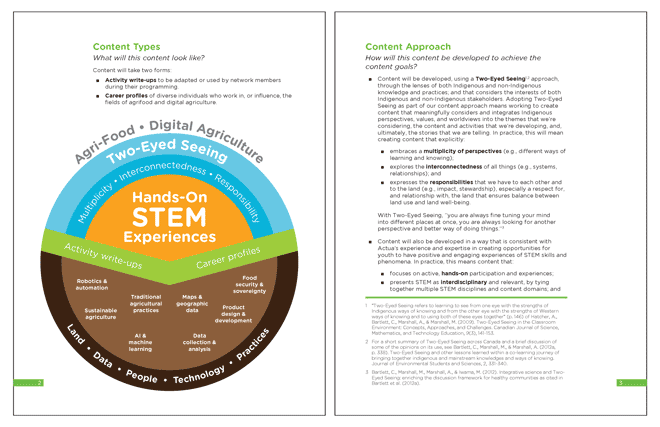 Content Types
What will this content look like?
Content will take two forms:
Activity write-ups to be adapted or used by network members
during their programming.
Career profiles of diverse individuals who work in, or influence, the
fields of agrifood and digital agriculture.
Agri-Food • Digital Agriculture
Two-Eyed Seeing
Multiplicity • Interconnectedness • Responsibility
Hands-On
STEM
Experiences
Activity write-ups
Career profiles
Robotics &
automation
Sustainable
agriculture
Traditional
agricultural
practices
AI &
machine
learning
Maps &
geographic
data
Data
collection &
analysis
Food
security &
sovereignty
Product
design &
development
Land • Data • People • Technology • Practices
2
Content Approach
How will this content be developed to achieve the
content goals?
Content will be developed, using a Two-Eyed Seeing1,2 approach,
through the lenses of both Indigenous and non-Indigenous
knowledge and practices; and that considers the interests of both
Indigenous and non-Indigenous stakeholders. Adopting Two-Eyed
Seeing as part of our content approach means working to create
content that meaningfully considers and integrates Indigenous
perspectives, values, and worldviews into the themes that we're
considering, the content and activities that we're developing, and,
ultimately, the stories that we are telling. In practice, this will mean
creating content that explicitly:
embraces a multiplicity of perspectives (e.g., different ways of
learning and knowing);
explores the interconnectedness of all things (e.g., systems,
relationships); and
expresses the responsibilities that we have to each other and
to the land (e.g., impact, stewardship), especially a respect for,
and relationship with, the land that ensures balance between
land use and land well-being.
With Two-Eyed Seeing, "you are always fine tuning your mind
into different places at once, you are always looking for another
perspective and better way of doing things."3
Content will also be developed in a way that is consistent with
Actua's experience and expertise in creating opportunities for
youth to have positive and engaging experiences of STEM skills and
phenomena. In practice, this means content that:
focuses on active, hands-on participation and experiences;
presents STEM as interdisciplinary and relevant, by tying
together multiple STEM disciplines and content domains; and
1 "Two-Eyed Seeing refers to learning to see from one eye with the strengths of
Indigenous ways of knowing and from the other eye with the strengths of Western
ways of knowing and to using both of these eyes together" (p. 146) of Hatcher, A.,
Bartlett, C., Marshall, A., & Marshall, M. (2009). Two-Eyed Seeing in the Classroom
Environment: Concepts, Approaches, and Challenges. Canadian Journal of Science,
Mathematics, and Technology Education, 9(3), 141-153.
2 For a short summary of Two-Eyed Seeing across Canada and a brief discussion of
some of the opinions on its use, see Bartlett, C., Marshall, M., & Marshall, A. (2012a,
p. 336). Two-Eyed Seeing and other lessons learned within a co-learning journey of
bringing together indigenous and mainstream knowledges and ways of knowing.
Journal of Environmental Studies and Sciences, 2, 331-340.
3 Bartlett, C., Marshall, M., Marshall, A., & Iwama, M. (2012). Integrative science and Two-
Eyed Seeing: enriching the discussion framework for healthy communities as cited in
Bartlett et al. (2012a).
3